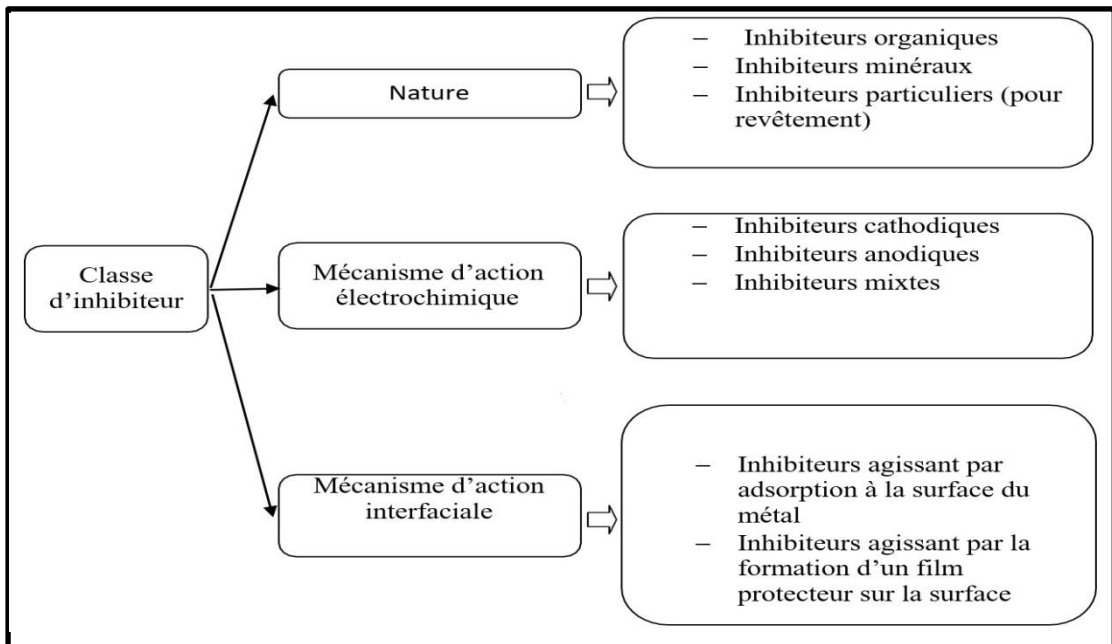 Classe
d’inhibiteur
Nature
– Inhibiteurs organiques
– Inhibiteurs minéraux
– Inhibiteurs particuliers (pour
revêtement)
Mécanisme d’action
électrochimique
– Inhibiteurs cathodiques
– Inhibiteurs anodiques
– Inhibiteurs mixtes
Mécanisme d’action
interfaciale
– Inhibiteurs agissant par
adsorption à la surface du
métal
– Inhibiteurs agissant par la
formation d’un film
protecteur sur la surface